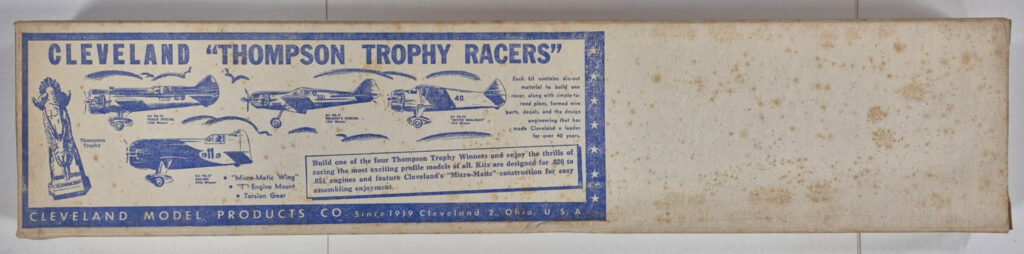 CLEVELAND "THOMPSON TROPHY RACERS"
Each kit contains die-cut
material to build one
racer, along with simple-to-
read plans, formed wire
parts, decals, and the design
engineering that has
made Cleveland a leader
for over 40 years.
40
Thompson
Trophy
11
• "Micro-Matic Wing"
• "T" Engine Mount
• Torsion Gear
Build one of the four Thompson Trophy Winners and enjoy the thrills of
racing the most exciting profile models of all. Kits are designed for .020 to
.051 engines and feature Cleveland's "Micro-Matic" construction for easy
assembling enjoyment.
CLEVELAND MODEL PRODUCTS CO. Since 1919 Cleveland 2, Ohio, U. S. A.